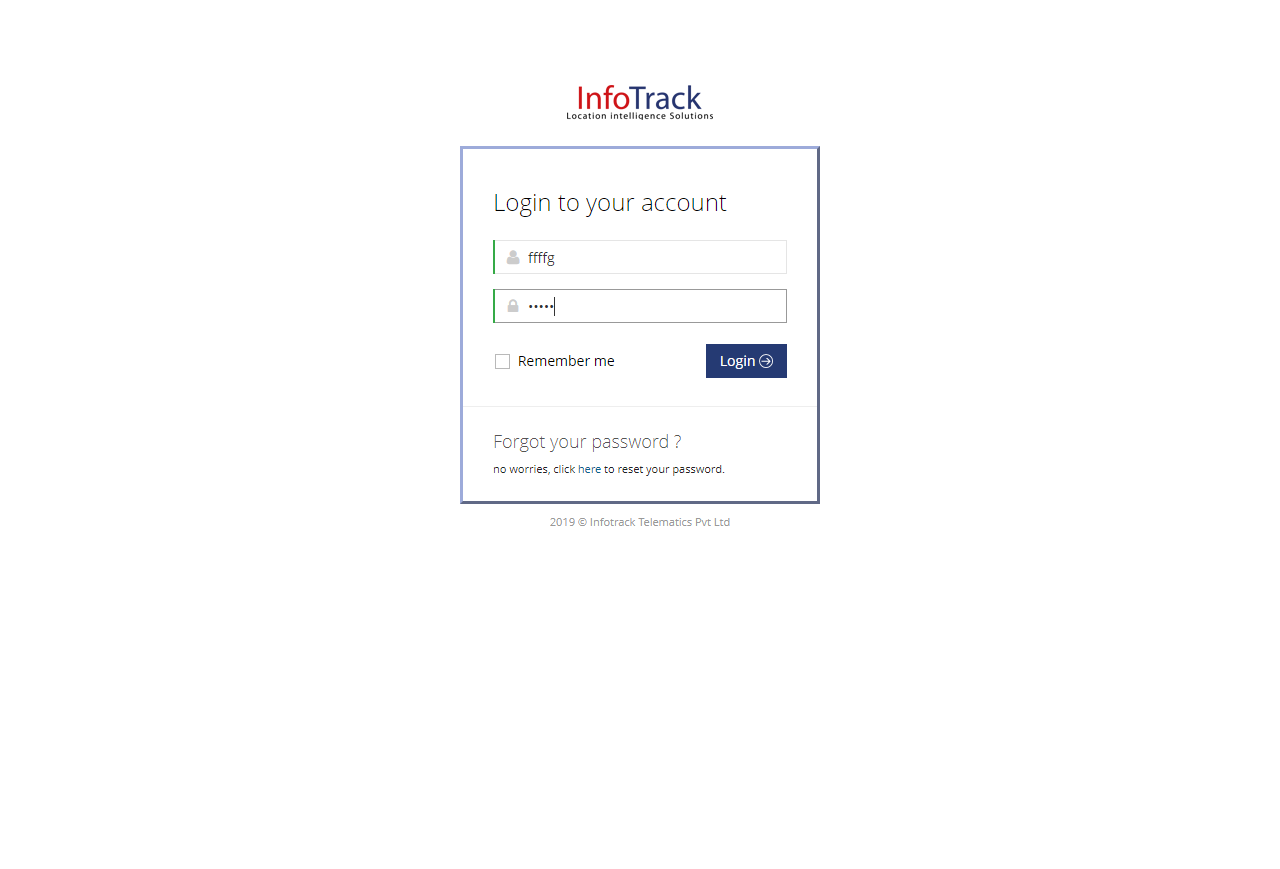 InfoTrack
Location intelligence Solutions
Login to your account
ffffg
•••••
Remember me
Login
Forgot your password ?
no worries, click here to reset your password.
2019 © Infotrack Telematics Pvt Ltd